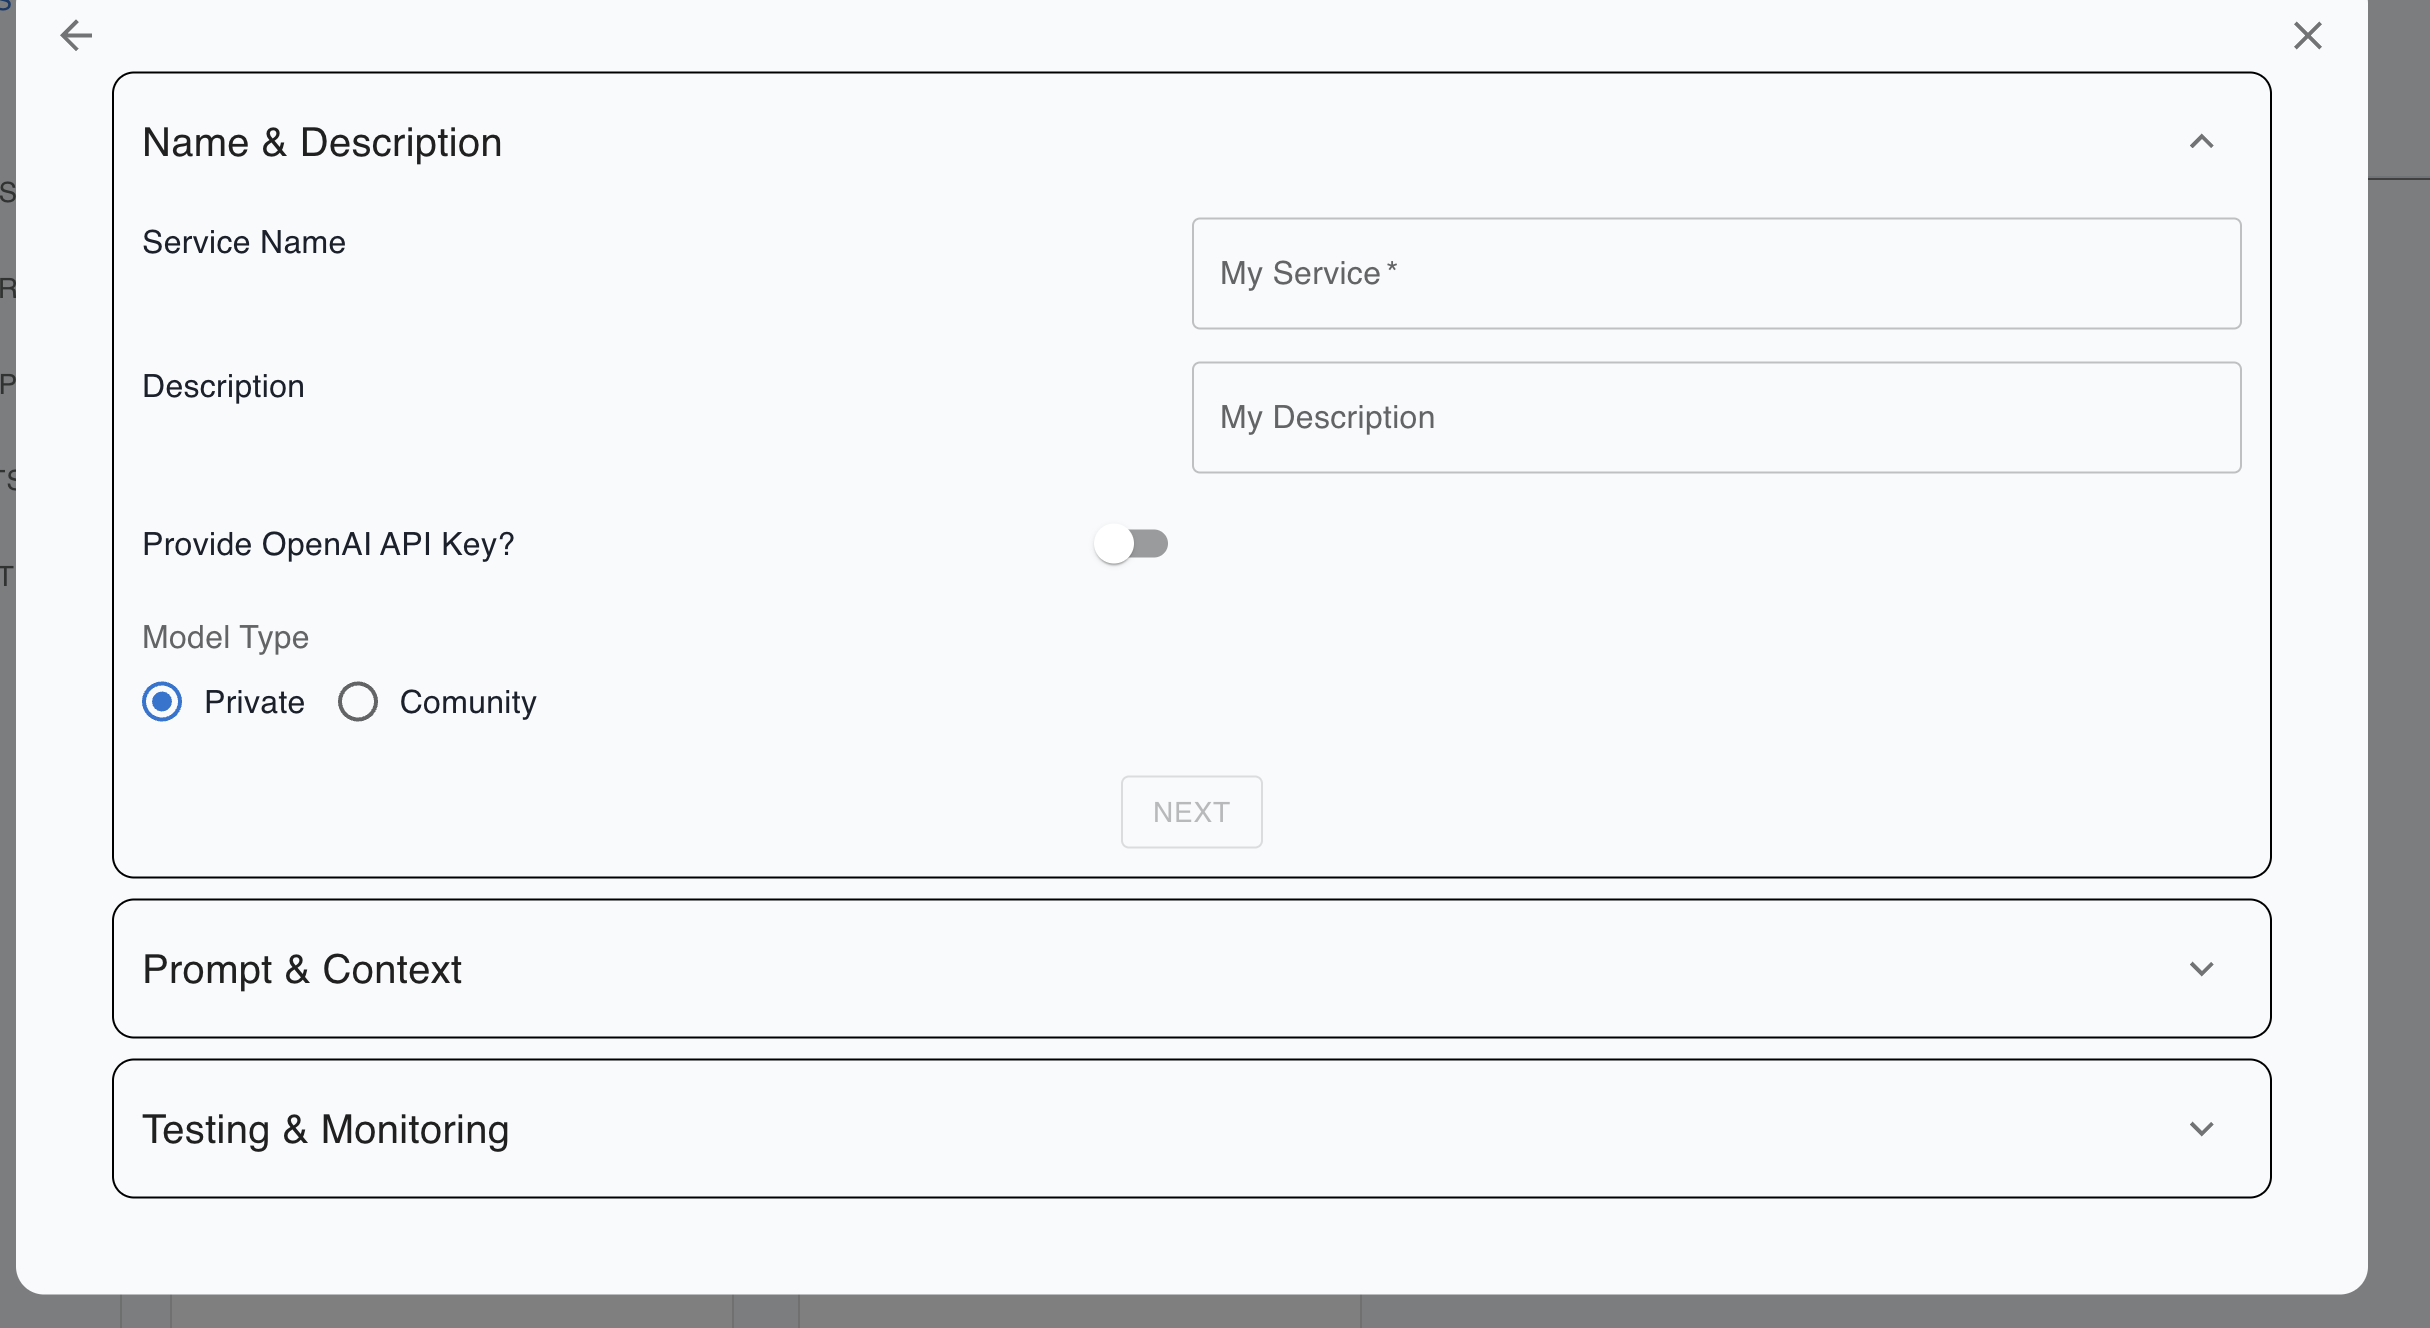 Name & Description
Service Name
My Service *
Description
My Description
Provide OpenAI API Key?
Model Type
Private
Comunity
NEXT
Prompt & Context
Testing & Monitoring